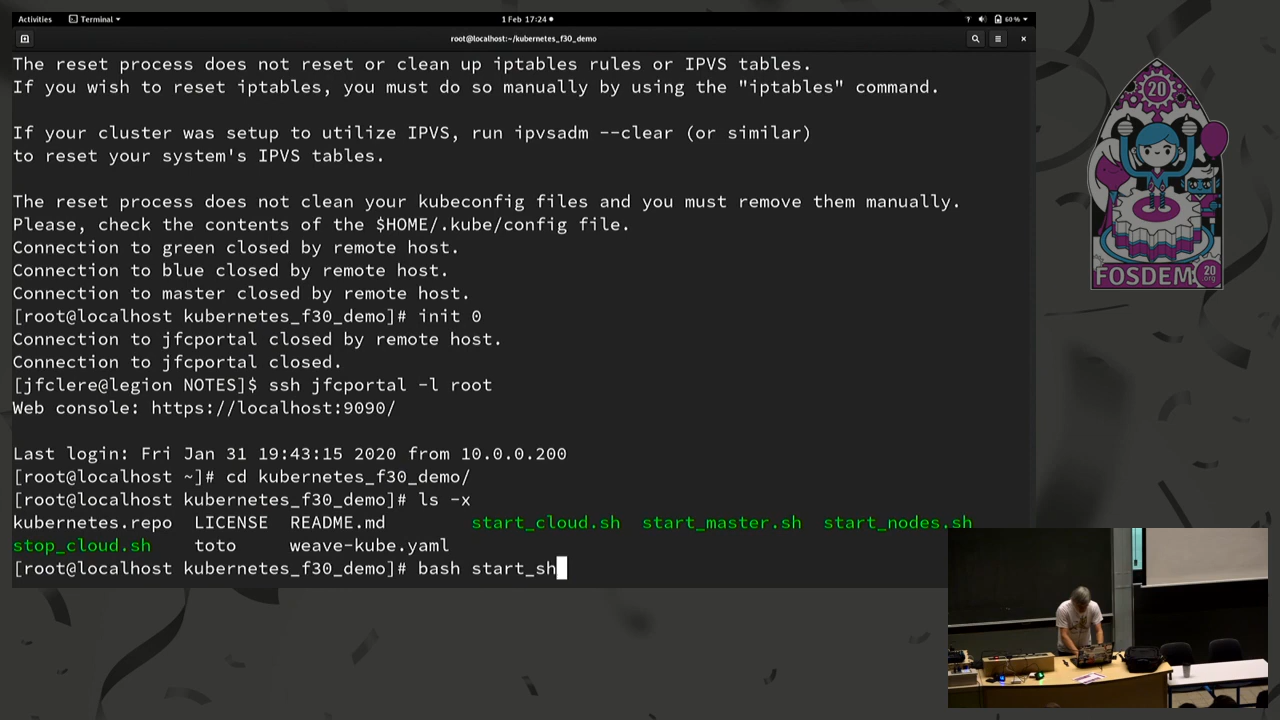 Activities Terminal 1 Feb 17:24 60 %
root@localhost:~/kubernetes_f30_demo
The reset process does not reset or clean up iptables rules or IPVS tables.
If you wish to reset iptables, you must do so manually by using the "iptables" command.
If your cluster was setup to utilize IPVS, run ipvsadm --clear (or similar)
to reset your system's IPVS tables.
The reset process does not clean your kubeconfig files and you must remove them manually.
Please, check the contents of the $HOME/.kube/config file.
Connection to green closed by remote host.
Connection to blue closed by remote host.
Connection to master closed by remote host.
[root@localhost kubernetes_f30_demo]# init 0
Connection to jfcportal closed by remote host.
Connection to jfcportal closed.
[jfclere@legion NOTES]$ ssh jfcportal -l root
Web console: https://localhost:9090/
Last login: Fri Jan 31 19:43:15 2020 from 10.0.0.200
[root@localhost ~]# cd kubernetes_f30_demo/
[root@localhost kubernetes_f30_demo]# ls -x
kubernetes.repo LICENSE README.md start_cloud.sh start_master.sh start_nodes.sh
stop_cloud.sh toto weave-kube.yaml
[root@localhost kubernetes_f30_demo]# bash start_sh
20
FOSDEM 20 .org